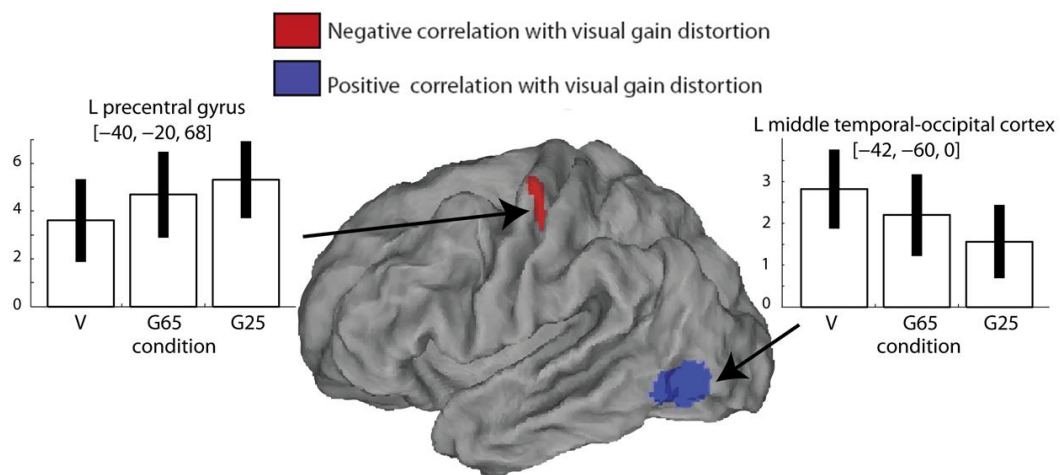 Negative correlation with visual gain distortion
Positive correlation with visual gain distortion
L precentral gyrus
[−40, −20, 68]
6
4
2
0
V G65 G25
condition
L middle temporal-occipital cortex
[−42, −60, 0]
3
2
1
0
V G65 G25
condition